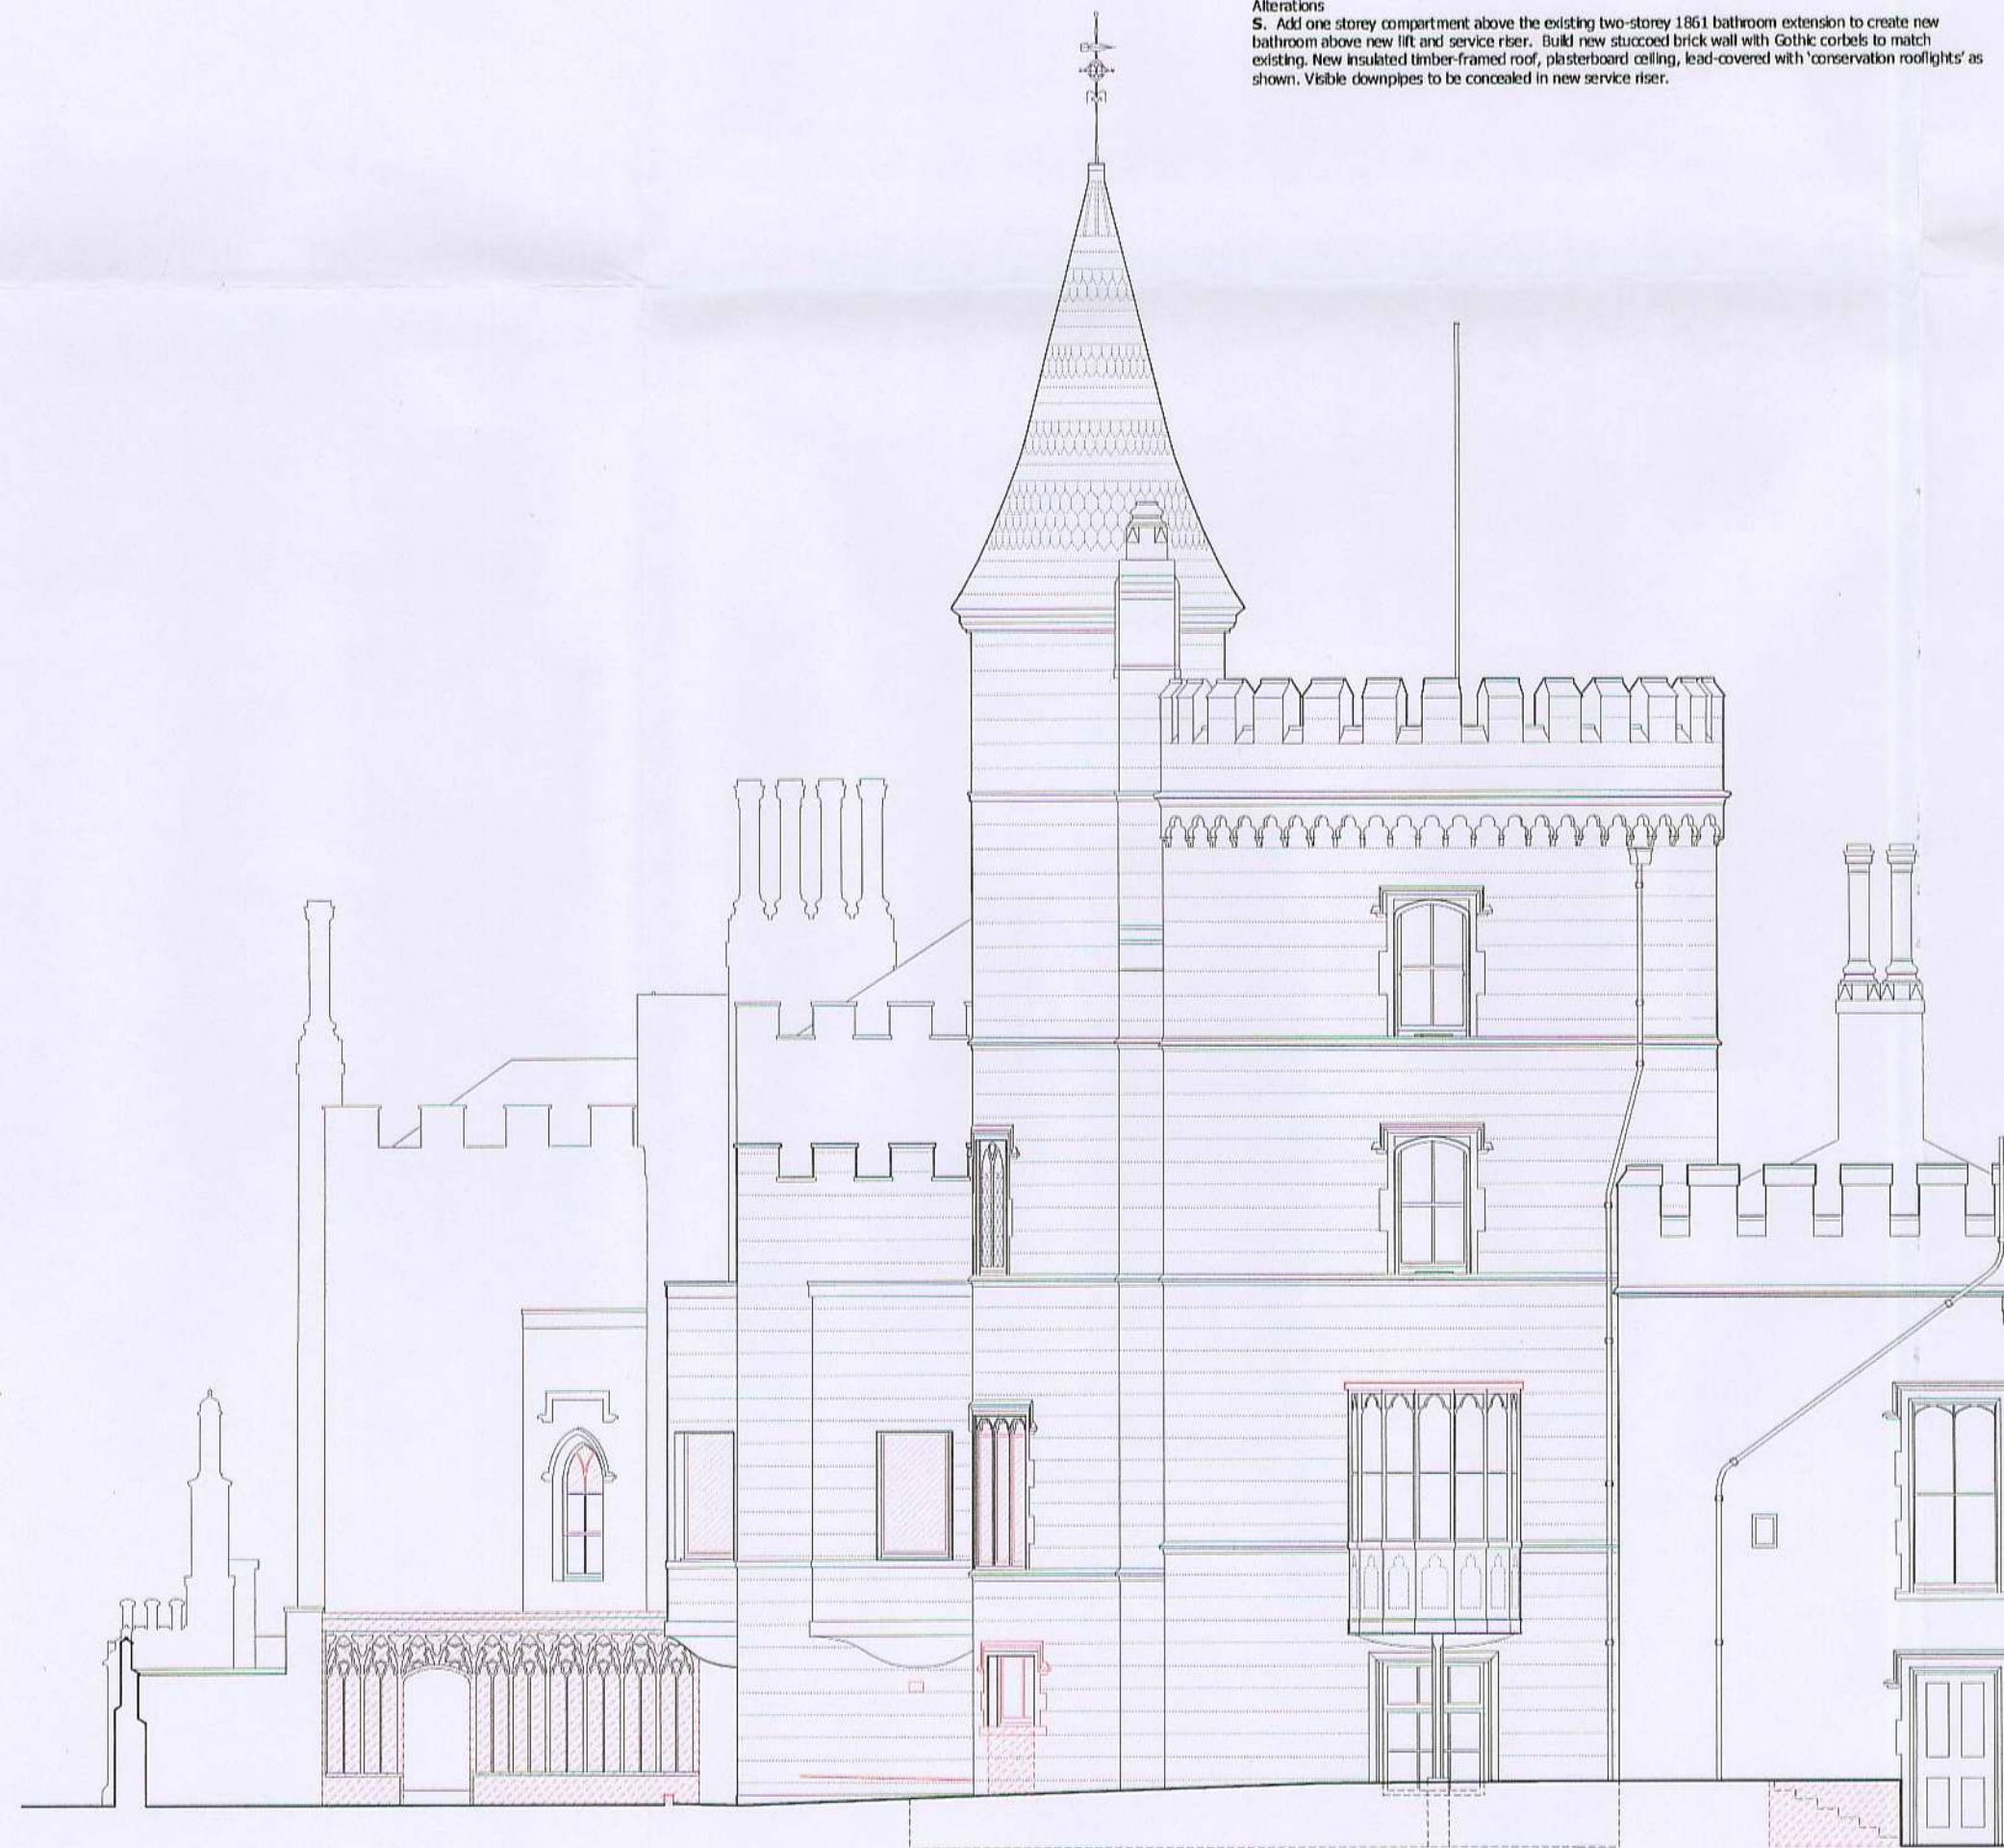 Alterations
S. Add one storey compartment above the existing two-storey 1861 bathroom extension to create new
bathroom above new lift and service riser. Build new stuccoed brick wall with Gothic corbels to match
existing. New insulated timber-framed roof, plasterboard ceiling, lead-covered with 'conservation rooflights' as
shown. Visible downpipes to be concealed in new service riser.